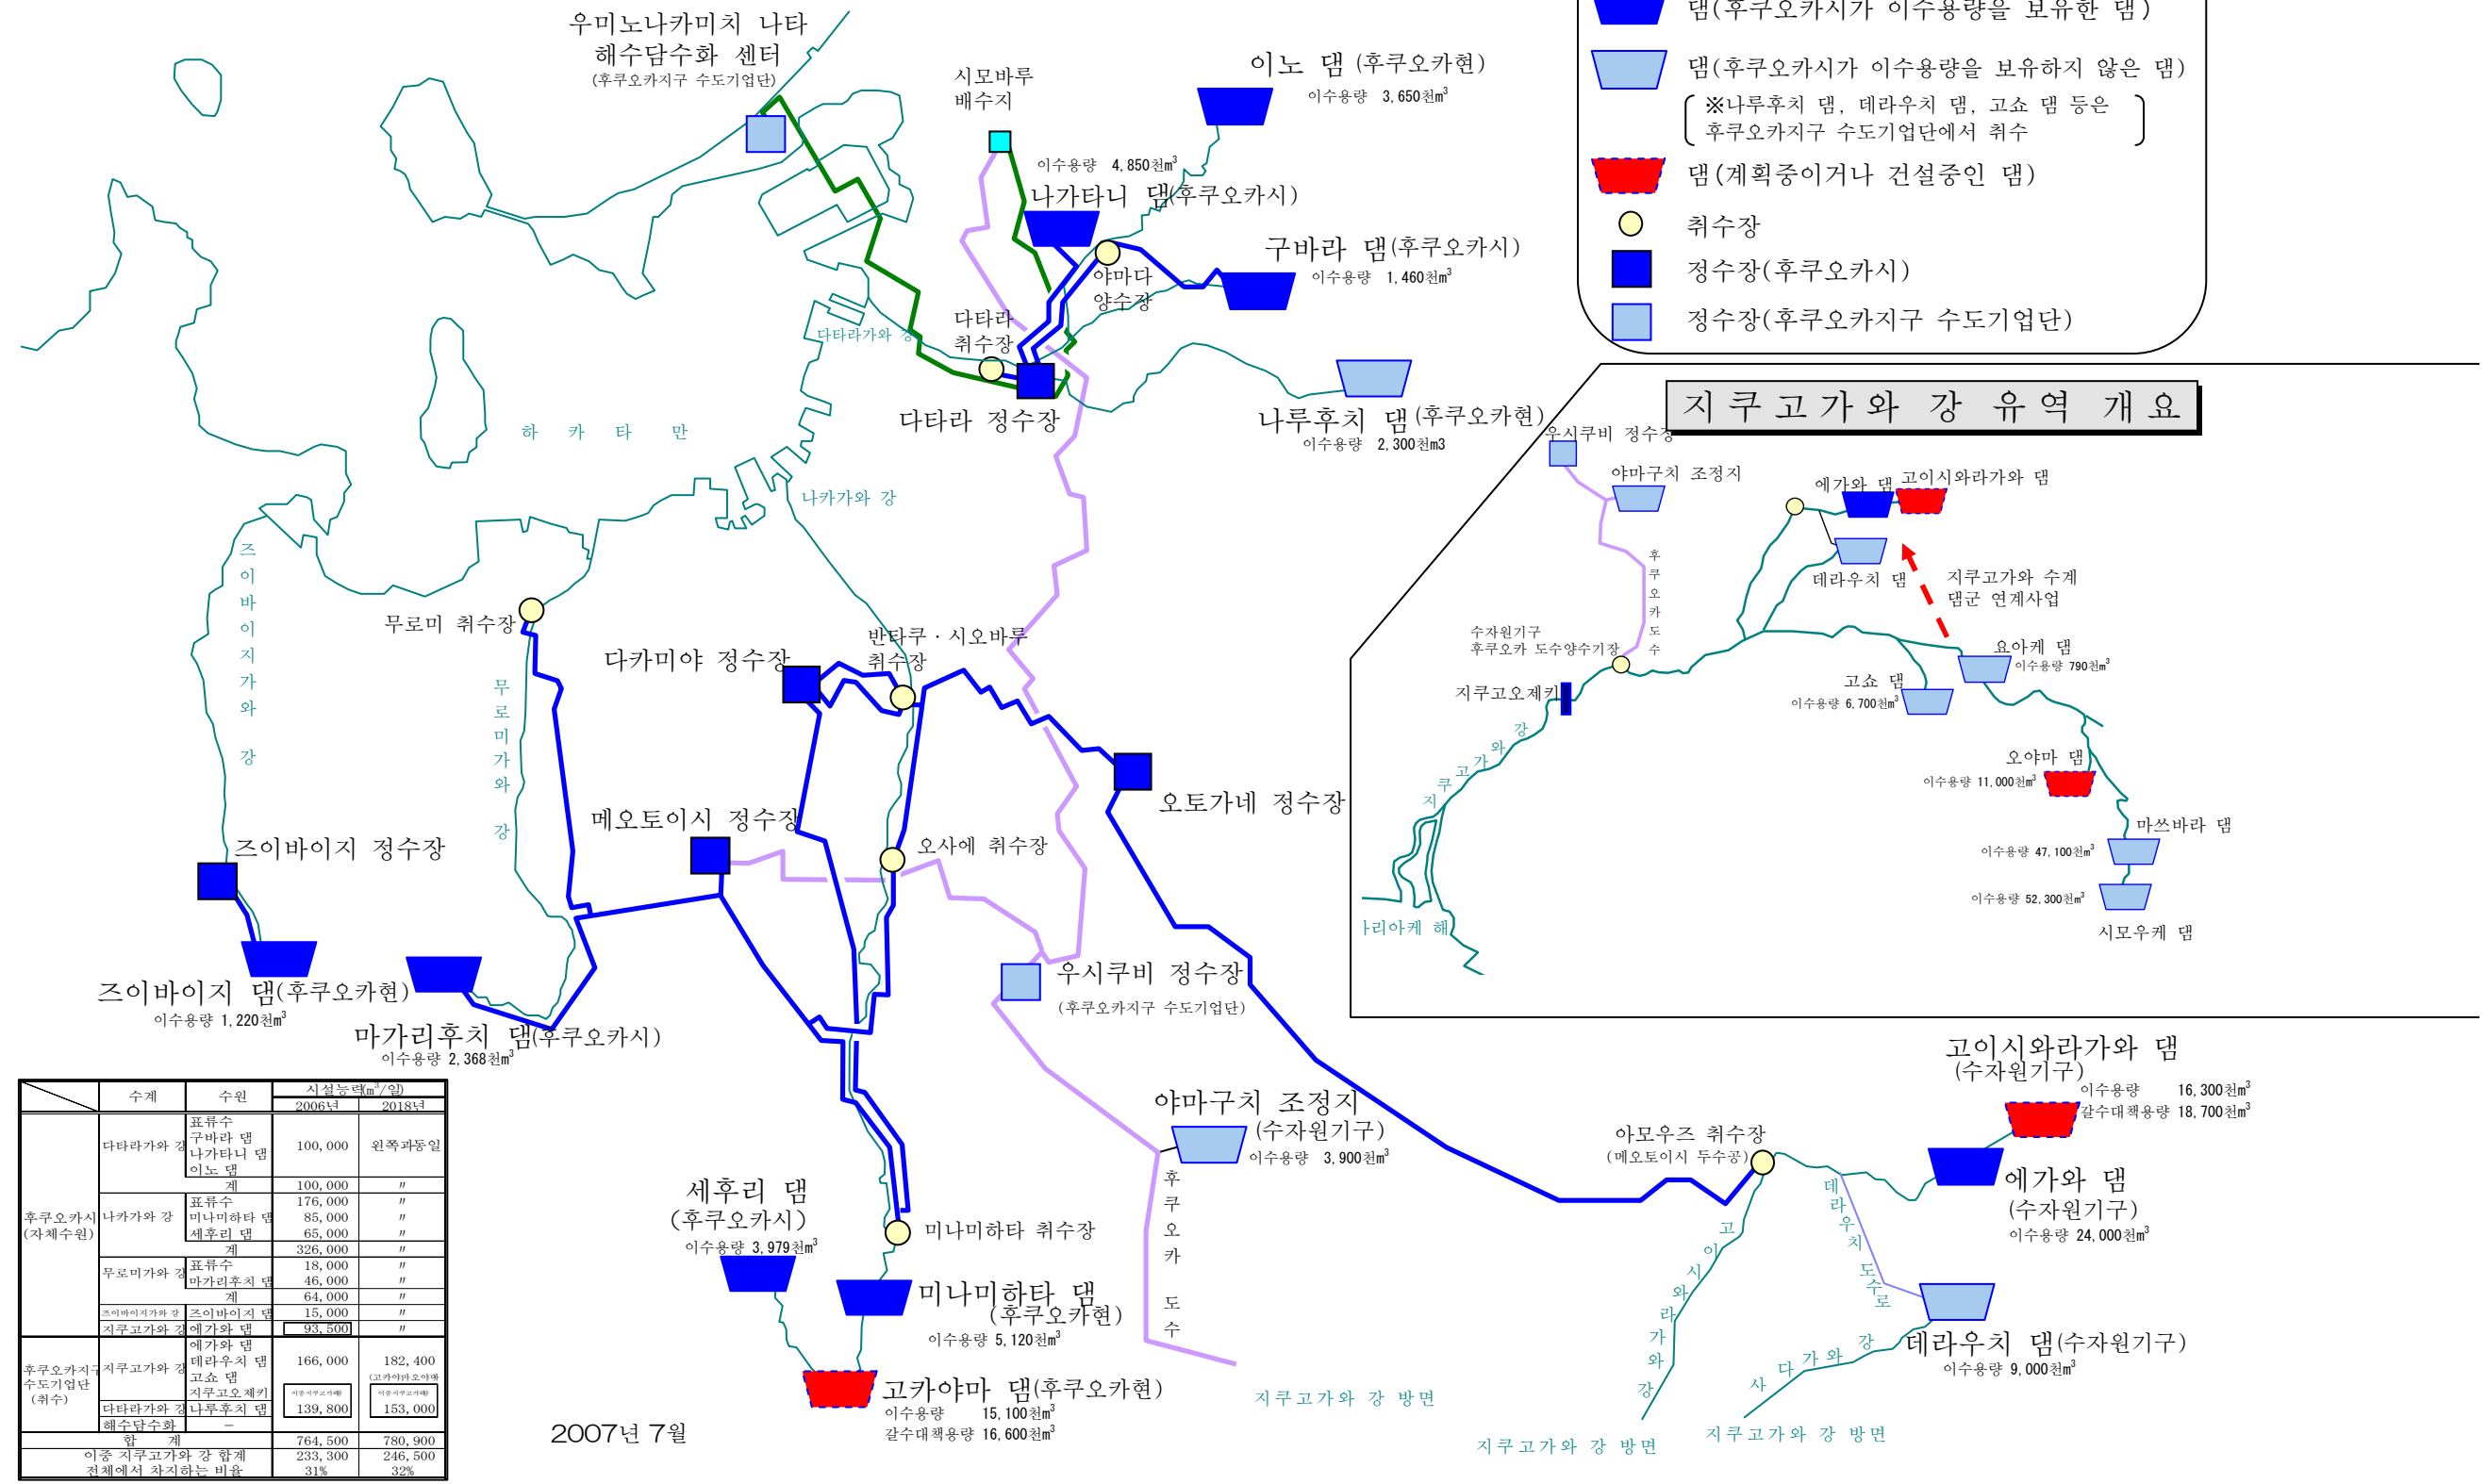 우미노나카미치 나타
해수담수화 센터
(후쿠오카지구 수도기업단)
시모바루
배수지
이노 댐 (후쿠오카현)
이수용량 3,650천m³
이수용량 4,850천m³
나가타니 댐(후쿠오카시)
구바라 댐(후쿠오카시)
이수용량 1,460천m³
야마다
양수장
다타라
취수장
다타라가와 강
다타라 정수장
나루후치 댐(후쿠오카현)
이수용량 2,300천m3
댐(후쿠오카시가 이수용량을 보유한 댐)
댐(후쿠오카시가 이수용량을 보유하지 않은 댐)
※나루후치 댐, 데라우치 댐, 고쇼 댐 등은
후쿠오카지구 수도기업단에서 취수
댐(계획중이거나 건설중인 댐)
취수장
정수장(후쿠오카시)
정수장(후쿠오카지구 수도기업단)
지쿠고가와 강 유역 개요
우시쿠비 정수장
야마구치 조정지
에가와 댐
고이시와라가와 댐
데라우치 댐
지쿠고가와 수계
댐군 연계사업
후쿠오카도수
수자원기구
후쿠오카 도수양수기장
지쿠고오제키
요아케 댐
이수용량 790천m³
고쇼 댐
이수용량 6,700천m³
오야마 댐
이수용량 11,000천m³
마쓰바라 댐
이수용량 47,100천m³
이수용량 52,300천m³
시모우케 댐
지쿠고가와강
리아케 해
하 카 타 만
나카가와 강
즈이바이지가와 강
무로미 취수장
무로미가와 강
다카미야 정수장
반타쿠·시오바루
취수장
메오토이시 정수장
오토가네 정수장
오사에 취수장
즈이바이지 정수장
즈이바이지 댐(후쿠오카현)
이수용량 1,220천m³
마가리후치 댐(후쿠오카시)
이수용량 2,368천m³
우시쿠비 정수장
(후쿠오카지구 수도기업단)
야마구치 조정지
(수자원기구)
이수용량 3,900천m³
후쿠오카 도수
고이시와라가와 댐
(수자원기구)
이수용량 16,300천m³
갈수대책용량 18,700천m³
아모우즈 취수장
(메오토이시 두수공)
에가와 댐
(수자원기구)
이수용량 24,000천m³
데라우치 도수로
고이시와라가와강
데라우치 댐(수자원기구)
이수용량 9,000천m³
사다가와 강
지쿠고가와 강 방면
지쿠고가와 강 방면
지쿠고가와 강 방면
세후리 댐
(후쿠오카시)
이수용량 3,979천m³
미나미하타 취수장
미나미하타 댐
(후쿠오카현)
이수용량 5,120천m³
고카야마 댐(후쿠오카현)
이수용량 15,100천m³
갈수대책용량 16,600천m³
2007년 7월
수계 수원 시설능력(m³/일)
2006년 2018년
후쿠오카시
(자체수원)
다타라가와 강 표류수
구바라 댐
나가타니 댐
이노 댐
100,000 왼쪽과동일
계 100,000 〃
나카가와 강 표류수 176,000 〃
미나미하타 댐 85,000 〃
세후리 댐 65,000 〃
계 326,000 〃
무로미가와 강 표류수 18,000 〃
마가리후치 댐 46,000 〃
계 64,000 〃
즈이바이지가와 강 즈이바이지 댐 15,000 〃
지쿠고가와 강 에가와 댐 93,500 〃
후쿠오카지구
수도기업단
(취수)
지쿠고가와 강 에가와 댐
데라우치 댐 166,000 182,400
고쇼 댐
지쿠고오제키
다타라가와 강 나루후치 댐 139,800 153,000
해수담수화 －
합 계 764,500 780,900
이중 지쿠고가와 강 합계 233,300 246,500
전체에서 차지하는 비율 31% 32%